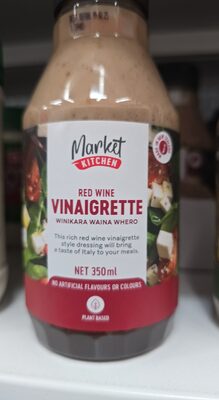 Market
KITCHEN
RED WINE
VINAIGRETTE
WINIKARA WAINA WHERO
This rich red wine vinaigrette
style dressing will bring
a taste of Italy to your meals.
NET 350ml
NO ARTIFICIAL FLAVOURS OR COLOURS
PLANT BASED